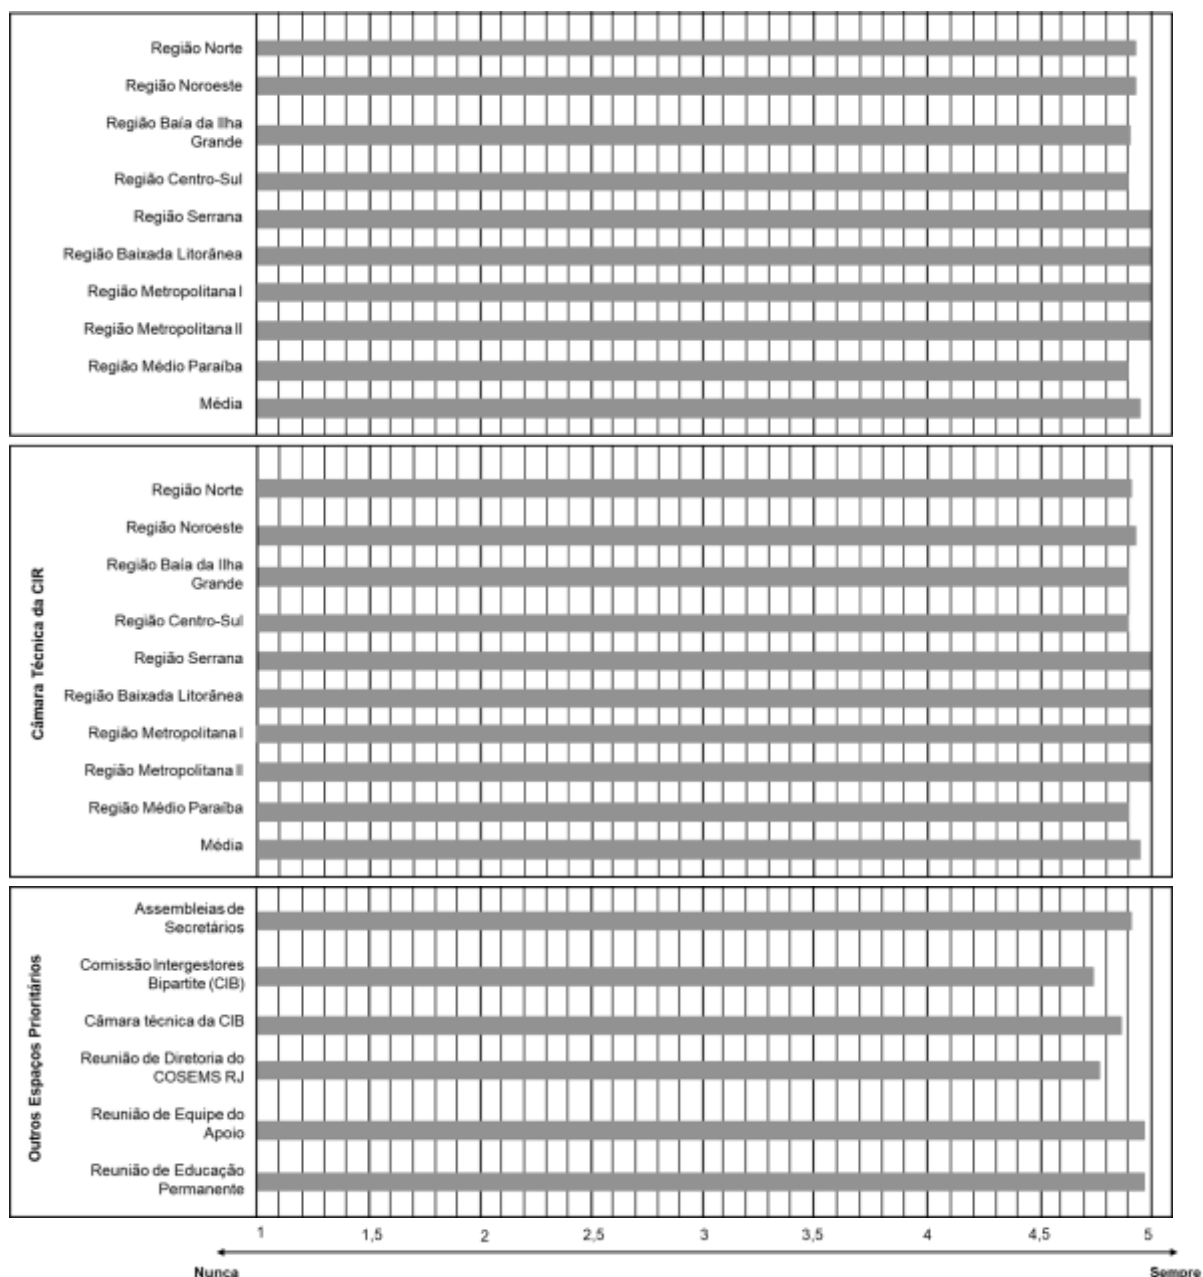 Região Norte
Região Noroeste
Região Baía da Ilha
Grande
Região Centro-Sul
Região Serrana
Região Baixada Litorânea
Região Metropolitana I
Região Metropolitana II
Região Médio Paraíba
Média
Câmara Técnica da CIR
Região Norte
Região Noroeste
Região Baía da Ilha
Grande
Região Centro-Sul
Região Serrana
Região Baixada Litorânea
Região Metropolitana I
Região Metropolitana II
Região Médio Paraíba
Média
Outros Espaços Prioritários
Assembleias de
Secretários
Comissão Intergestores
Bipartite (CIB)
Câmara técnica da CIB
Reunião de Diretoria do
COSEMS RJ
Reunião de Equipe do
Apoio
Reunião de Educação
Permanente
1 1,5 2 2,5 3 3,5 4 4,5 5
Nunca Sempre